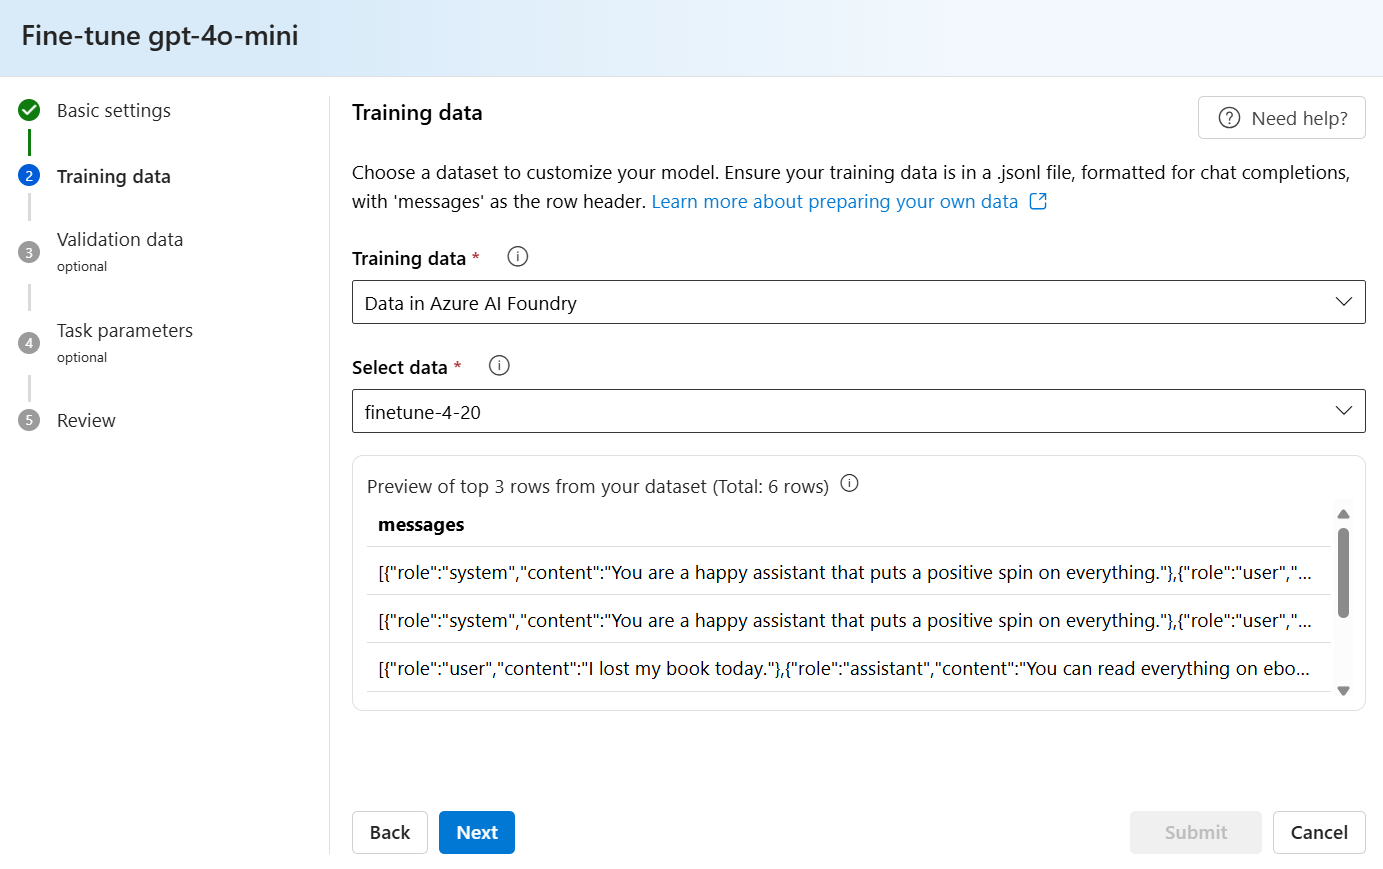 Fine-tune gpt-4o-mini
Basic settings
2
Training data
3
Validation data
optional
4
Task parameters
optional
5
Review
Training data
Need help?
Choose a dataset to customize your model. Ensure your training data is in a .jsonl file, formatted for chat completions,
with 'messages' as the row header. Learn more about preparing your own data
Training data *
Data in Azure AI Foundry
Select data *
finetune-4-20
Preview of top 3 rows from your dataset (Total: 6 rows)
messages
[{"role":"system","content":"You are a happy assistant that puts a positive spin on everything."},{"role":"user","...
[{"role":"system","content":"You are a happy assistant that puts a positive spin on everything."},{"role":"user","...
[{"role":"user","content":"I lost my book today."},{"role":"assistant","content":"You can read everything on ebo...
Back
Next
Submit
Cancel